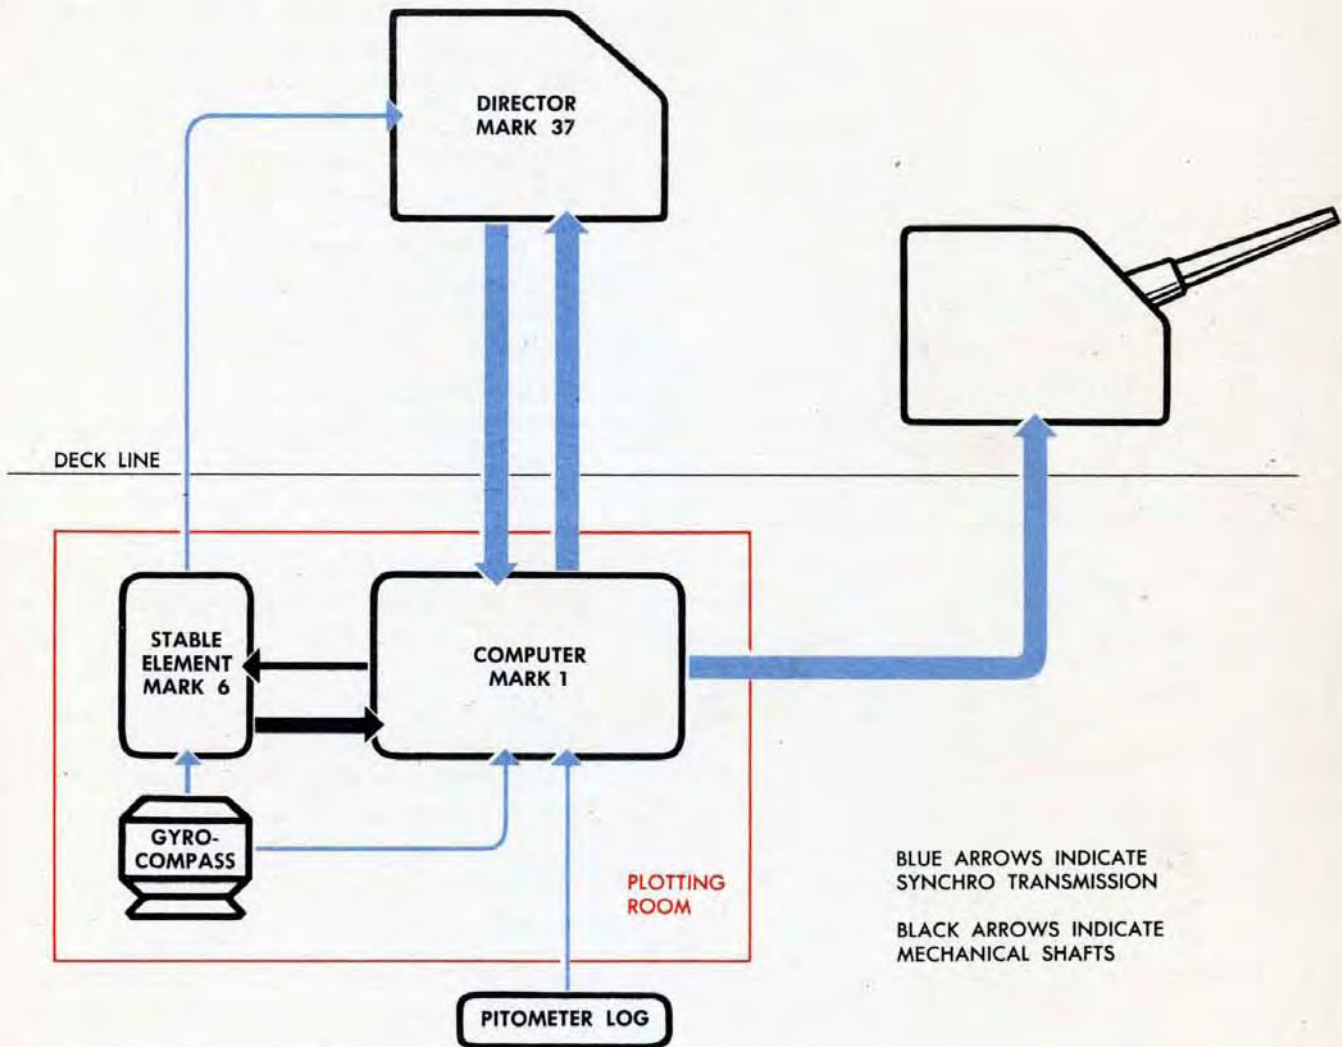 DIRECTOR
MARK 37
DECK LINE
STABLE
ELEMENT
MARK 6
COMPUTER
MARK 1
GYRO-
COMPASS
PLOTTING
ROOM
PITOMETER LOG
BLUE ARROWS INDICATE
SYNCHRO TRANSMISSION
BLACK ARROWS INDICATE
MECHANICAL SHAFTS